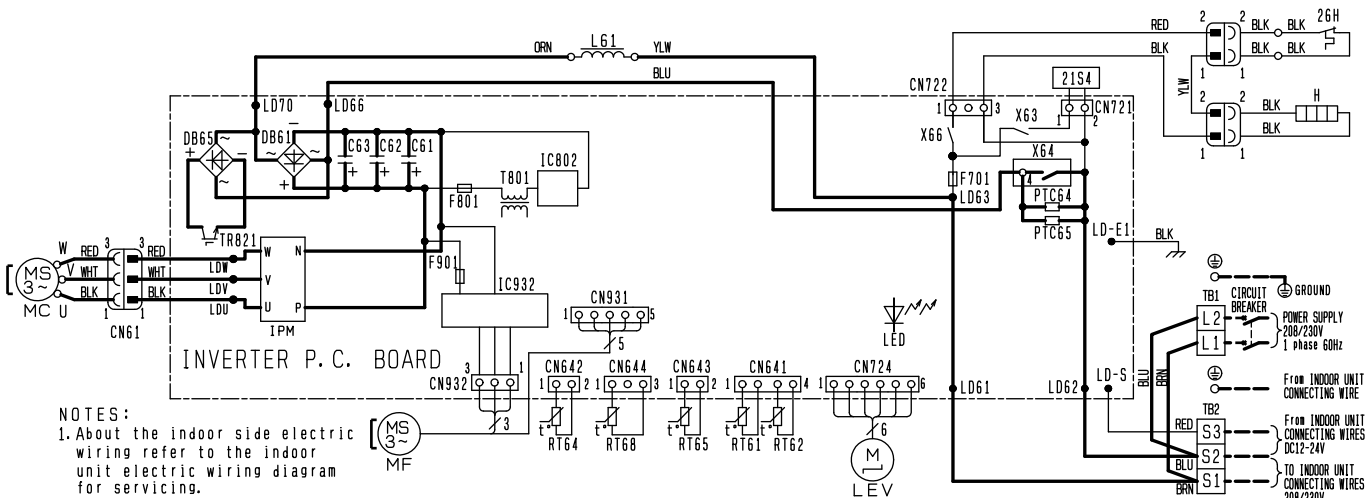 RED
2 2
BLK BLK
26H
ORN
L61
YLW
BLK
BLK BLK
1 1
BLU
YLW
21S4
CN722
LD70
LD66
1 3
1 2
CN721
2 2
BLK
H
X63
X66
BLK
1 1
DB65
DB61
C63
C62
C61
IC802
X64
T801
F701
4
F801
LD63
PTC64
PTC65
TR821
LD-E1
BLK
W
RED
3 3
RED
LDW
W
N
F901
MS
3~
V
WHT
WHT
LDV
V
IC932
CN931
GROUND
TB1
CIRCUIT
BREAKER
MC
U
BLK
1 1
BLK
LDU
U
P
1 5
L2
POWER SUPPLY
208/230V
1 phase 60Hz
CN61
IPM
LED
5
L1
INVERTER P.C. BOARD
3 1
CN932
CN642
CN644
CN643
CN641
CN724
LD61
LD62
LD-S
BLU
BRN
From INDOOR UNIT
CONNECTING WIRE
1 2
1 3
1 2
1 4
1 6
TB2
NOTES:
1. About the indoor side electric
wiring refer to the indoor
unit electric wiring diagram
for servicing.
MS
3~
MF
3
t°
RT64
t°
RT68
t°
RT65
t°
RT61
t°
RT62
6
M
LEV
RED
S3
From INDOOR UNIT
CONNECTING WIRES
DC12-24V
BLU
S2
TO INDOOR UNIT
CONNECTING WIRES
208/230V
BRN
S1